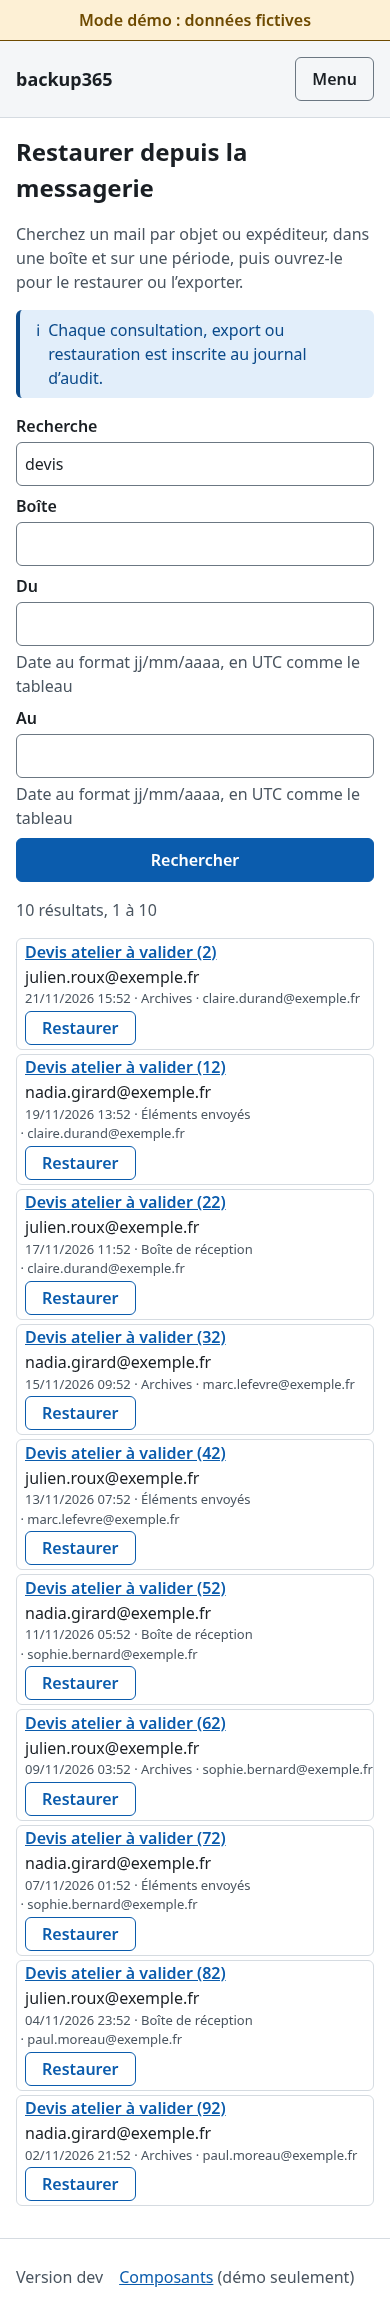 Mode démo : données fictives
backup365
Menu
Restaurer depuis la
messagerie
Cherchez un mail par objet ou expéditeur, dans
une boîte et sur une période, puis ouvrez-le
pour le restaurer ou l’exporter.
i Chaque consultation, export ou
restauration est inscrite au journal
d’audit.
Recherche
devis
Boîte
Du
Date au format jj/mm/aaaa, en UTC comme le
tableau
Au
Date au format jj/mm/aaaa, en UTC comme le
tableau
Rechercher
10 résultats, 1 à 10
Devis atelier à valider (2)
julien.roux@exemple.fr
21/11/2026 15:52 · Archives · claire.durand@exemple.fr
Restaurer
Devis atelier à valider (12)
nadia.girard@exemple.fr
19/11/2026 13:52 · Éléments envoyés
· claire.durand@exemple.fr
Restaurer
Devis atelier à valider (22)
julien.roux@exemple.fr
17/11/2026 11:52 · Boîte de réception
· claire.durand@exemple.fr
Restaurer
Devis atelier à valider (32)
nadia.girard@exemple.fr
15/11/2026 09:52 · Archives · marc.lefevre@exemple.fr
Restaurer
Devis atelier à valider (42)
julien.roux@exemple.fr
13/11/2026 07:52 · Éléments envoyés
· marc.lefevre@exemple.fr
Restaurer
Devis atelier à valider (52)
nadia.girard@exemple.fr
11/11/2026 05:52 · Boîte de réception
· sophie.bernard@exemple.fr
Restaurer
Devis atelier à valider (62)
julien.roux@exemple.fr
09/11/2026 03:52 · Archives · sophie.bernard@exemple.fr
Restaurer
Devis atelier à valider (72)
nadia.girard@exemple.fr
07/11/2026 01:52 · Éléments envoyés
· sophie.bernard@exemple.fr
Restaurer
Devis atelier à valider (82)
julien.roux@exemple.fr
04/11/2026 23:52 · Boîte de réception
· paul.moreau@exemple.fr
Restaurer
Devis atelier à valider (92)
nadia.girard@exemple.fr
02/11/2026 21:52 · Archives · paul.moreau@exemple.fr
Restaurer
Version dev Composants (démo seulement)